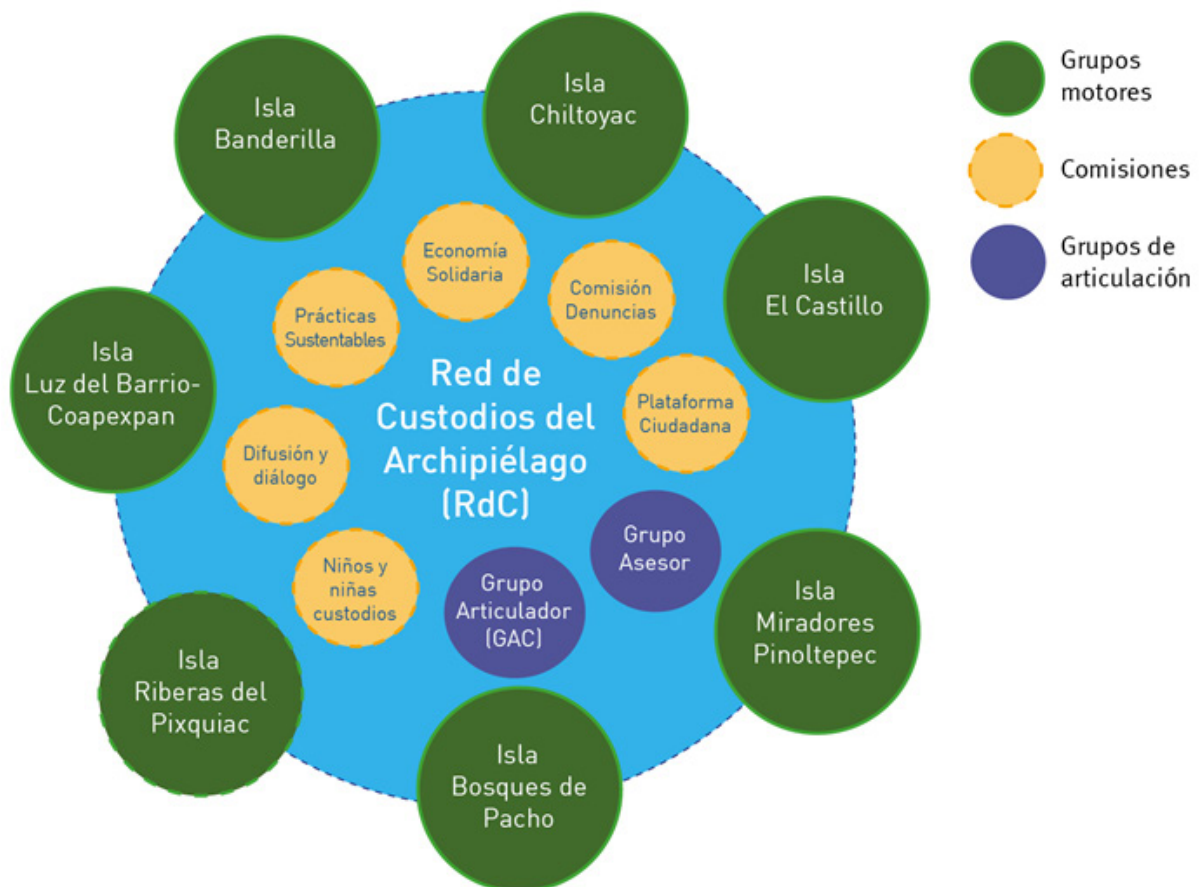 Isla
Banderilla
Isla
Chiltoyac
Isla
El Castillo
Isla
Luz del Barrio-
Coapexpan
Isla
Riberas del
Pixquiac
Isla
Bosques de
Pacho
Isla
Miradores
Pinoltepec
Economía
Solidaria
Comisión
Denuncias
Prácticas
Sustentables
Plataforma
Ciudadana
Difusión y
diálogo
Niños y
niñas
custodios
Red de
Custodios del
Archipiélago
(RdC)
Grupo
Asesor
Grupo
Articulador
(GAC)
Grupos
motores
Comisiones
Grupos de
articulación